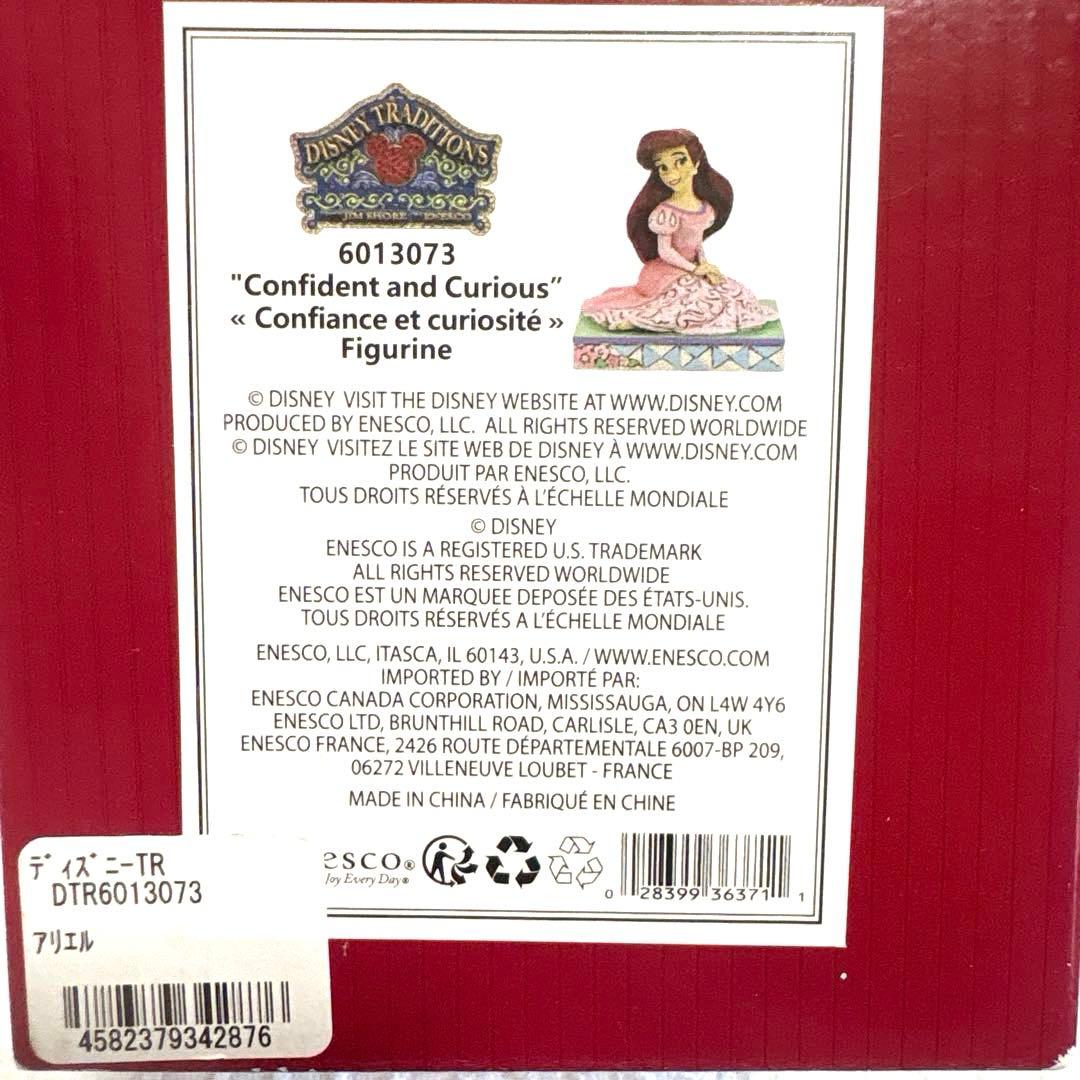 DISNEY TRADITIONS
JIM SHORE ENESCO
6013073
"Confident and Curious”
« Confiance et curiosité »
Figurine
© DISNEY VISIT THE DISNEY WEBSITE AT WWW.DISNEY.COM
PRODUCED BY ENESCO, LLC. ALL RIGHTS RESERVED WORLDWIDE
© DISNEY VISITEZ LE SITE WEB DE DISNEY À WWW.DISNEY.COM
PRODUIT PAR ENESCO, LLC.
TOUS DROITS RÉSERVÉS À L’ÉCHELLE MONDIALE
© DISNEY
ENESCO IS A REGISTERED U.S. TRADEMARK
ALL RIGHTS RESERVED WORLDWIDE
ENESCO EST UN MARQUEE DEPOSÉE DES ÉTATS-UNIS.
TOUS DROITS RÉSERVÉS A L’ÉCHELLE MONDIALE
ENESCO, LLC, ITASCA, IL 60143, U.S.A. / WWW.ENESCO.COM
IMPORTED BY / IMPORTÉ PAR:
ENESCO CANADA CORPORATION, MISSISSAUGA, ON L4W 4Y6
ENESCO LTD, BRUNTHILL ROAD, CARLISLE, CA3 0EN, UK
ENESCO FRANCE, 2426 ROUTE DÉPARTEMENTALE 6007-BP 209,
06272 VILLENEUVE LOUBET - FRANCE
MADE IN CHINA / FABRIQUÉ EN CHINE
esco®
Joy Every Day®
0 28399 36371 1
ﾃﾞｨｽﾞﾆｰTR
DTR6013073
ｱﾘｴﾙ
4582379342876